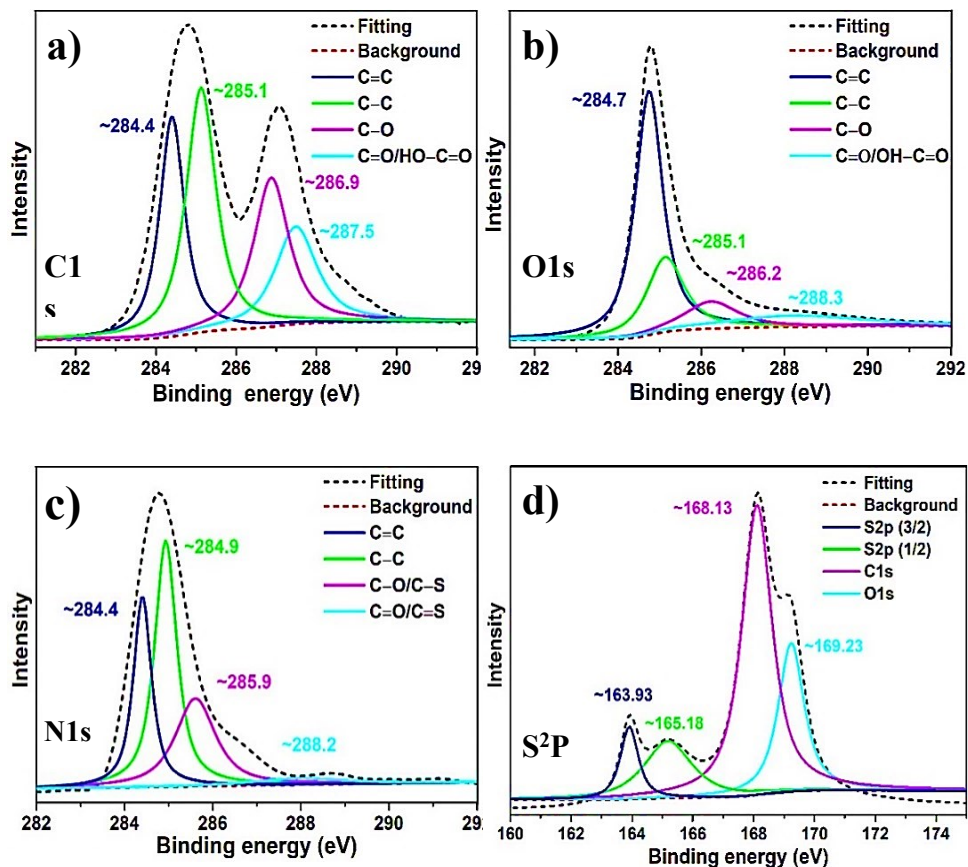 a)
Fitting
Background
C=C
C–C
C–O
C=O/HO–C=O
~284.4
~285.1
~286.9
~287.5
C1
s
Intensity
282 284 286 288 290 29
Binding energy (eV)
b)
Fitting
Background
C=C
C–C
C–O
C=O/OH–C=O
~284.7
~285.1
~286.2
~288.3
O1s
Intensity
282 284 286 288 290 292
Binding energy (eV)
c)
Fitting
Background
C=C
C–C
C–O/C–S
C=O/C=S
~284.9
~284.4
~285.9
~288.2
N1s
Intensity
282 284 286 288 290 292
Binding energy (eV)
d)
Fitting
Background
S2p (3/2)
S2p (1/2)
C1s
O1s
~168.13
~169.23
~163.93
~165.18
S²P
Intensity
160 162 164 166 168 170 172 174
Binding energy (eV)